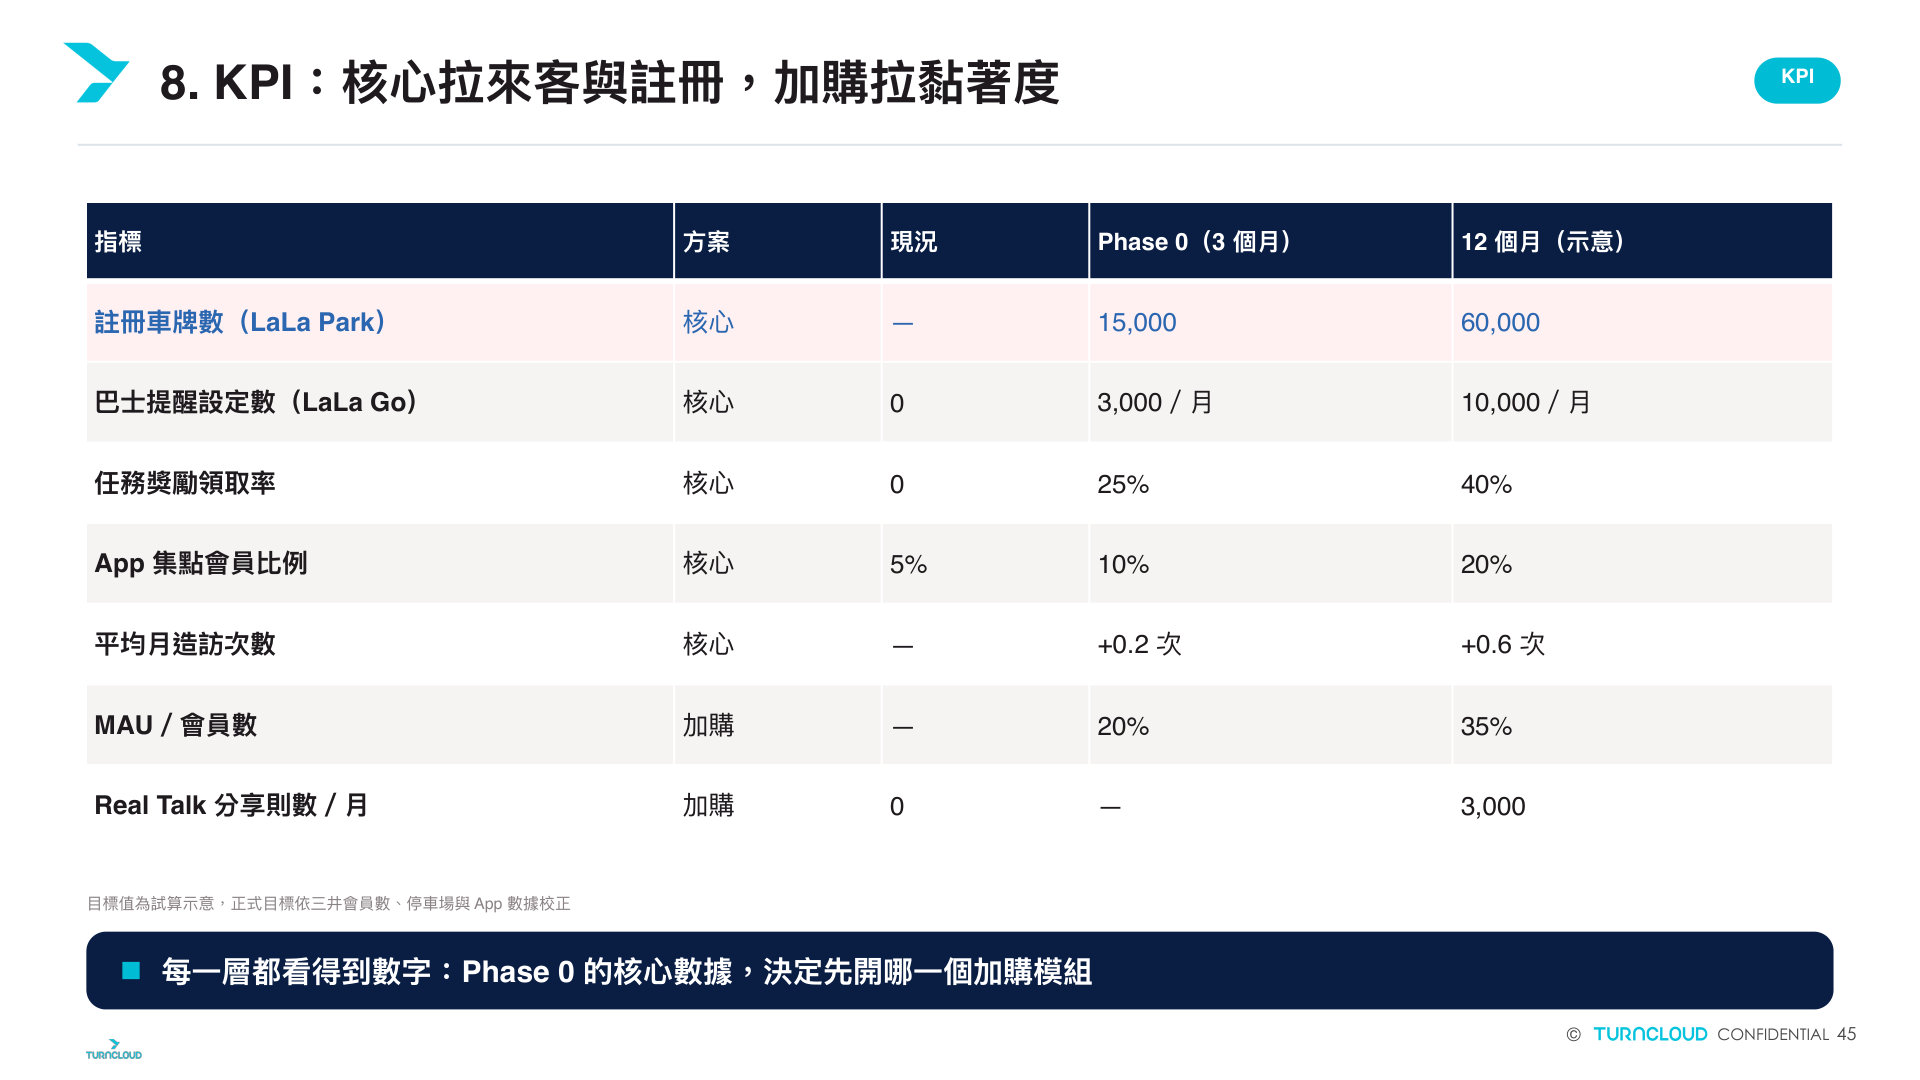 8. KPI：核心拉來客與註冊，加購拉黏著度
KPI
指標 方案 現況 Phase 0（3 個月） 12 個月（示意）
註冊車牌數（LaLa Park） 核心 — 15,000 60,000
巴士提醒設定數（LaLa Go） 核心 0 3,000 / 月 10,000 / 月
任務獎勵領取率 核心 0 25% 40%
App 集點會員比例 核心 5% 10% 20%
平均月造訪次數 核心 — +0.2 次 +0.6 次
MAU / 會員數 加購 — 20% 35%
Real Talk 分享則數 / 月 加購 0 — 3,000
目標值為試算示意，正式目標依三井會員數、停車場與 App 數據校正
每一層都看得到數字：Phase 0 的核心數據，決定先開哪一個加購模組
© TURNCLOUD CONFIDENTIAL 45
TURNCLOUD